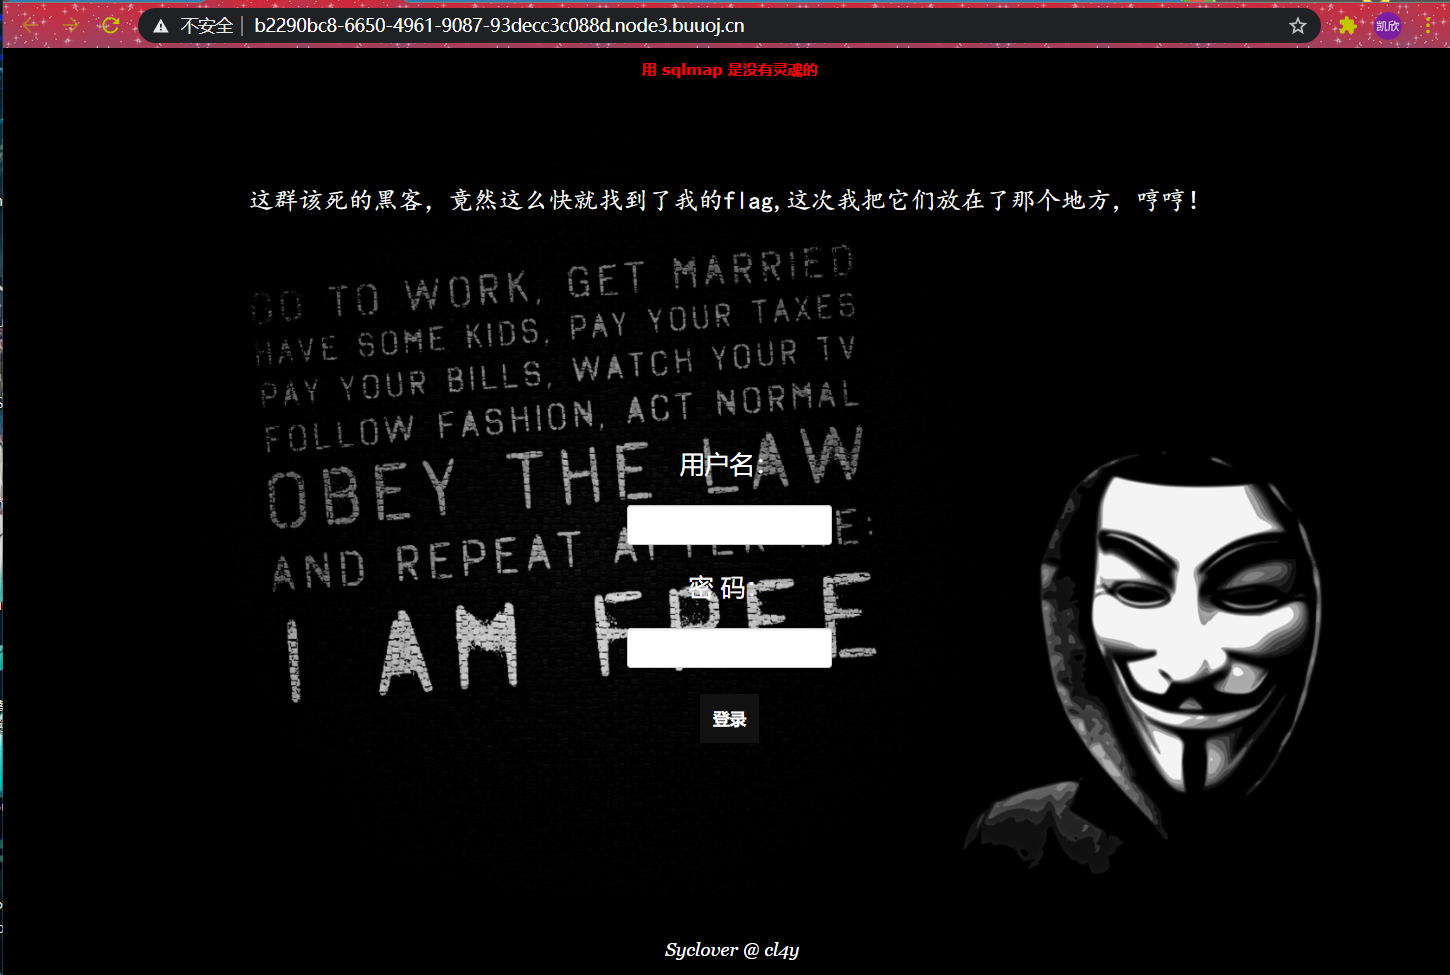 不安全 | b2290bc8-6650-4961-9087-93decc3c088d.node3.buuoj.cn
凯欣
用 sqlmap 是没有灵魂的
这群该死的黑客，竟然这么快就找到了我的flag,这次我把它们放在了那个地方，哼哼！
GO TO WORK, GET MARRIED
HAVE SOME KIDS, PAY YOUR TAXES
PAY YOUR BILLS, WATCH YOUR TV
FOLLOW FASHION, ACT NORMAL
OBEY THE LAW
用户名：
AND REPEAT AFTER ME:
密 码：
I AM FREE
登录
Syclover @ cl4y